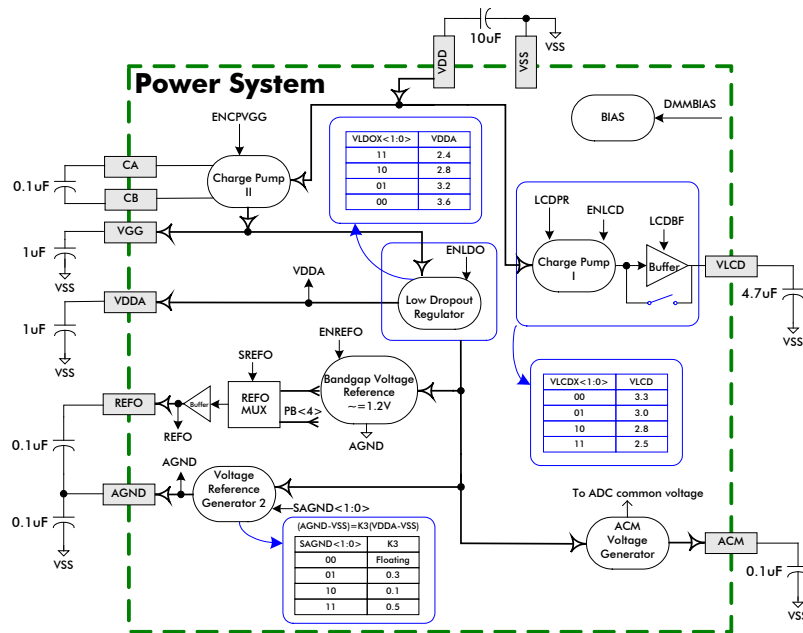 10uF
VSS
VDD
VSS
Power System
ENCPVGG
BIAS
DMMBIAS
VLDOX<1:0> VDDA
11 2.4
10 2.8
01 3.2
00 3.6
CA
0.1uF
CB
Charge Pump
II
LCDPR
ENLCD
LCDBF
VGG
1uF
VSS
ENLDO
Charge Pump
I
Buffer
VLCD
4.7uF
VSS
VDDA
VDDA
1uF
VSS
Low Dropout
Regulator
ENREFO
SREFO
Bandgap Voltage
Reference
~=1.2V
AGND
REFO
MUX
PB<4>
Buffer
REFO
REFO
VLCDX<1:0> VLCD
00 3.3
01 3.0
10 2.8
11 2.5
0.1uF
AGND
AGND
Voltage
Reference
Generator 2
SAGND<1:0>
0.1uF
VSS
To ADC common voltage
ACM
Voltage
Generator
ACM
0.1uF
VSS
(AGND-VSS)=K3(VDDA-VSS)
SAGND<1:0> K3
00 Floating
01 0.3
10 0.1
11 0.5